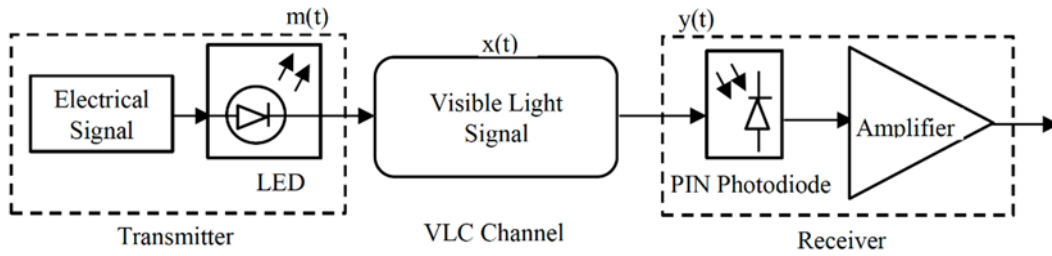 m(t)
x(t)
y(t)
Electrical
Signal
LED
Visible Light
Signal
PIN Photodiode
Amplifier
Transmitter
VLC Channel
Receiver